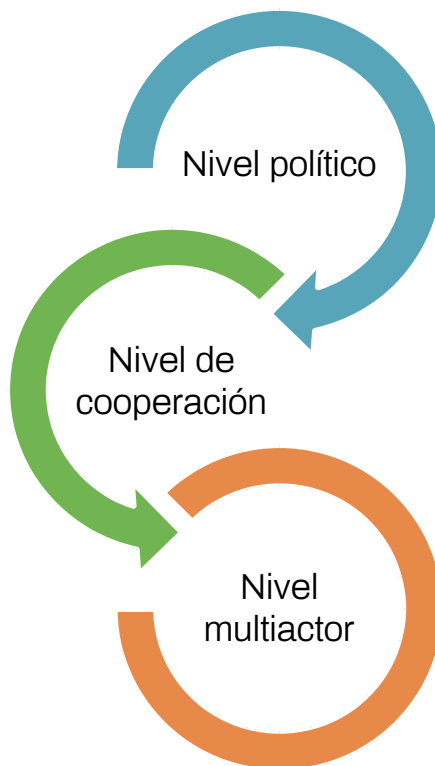 Nivel político
Nivel de
cooperación
Nivel
multiactor